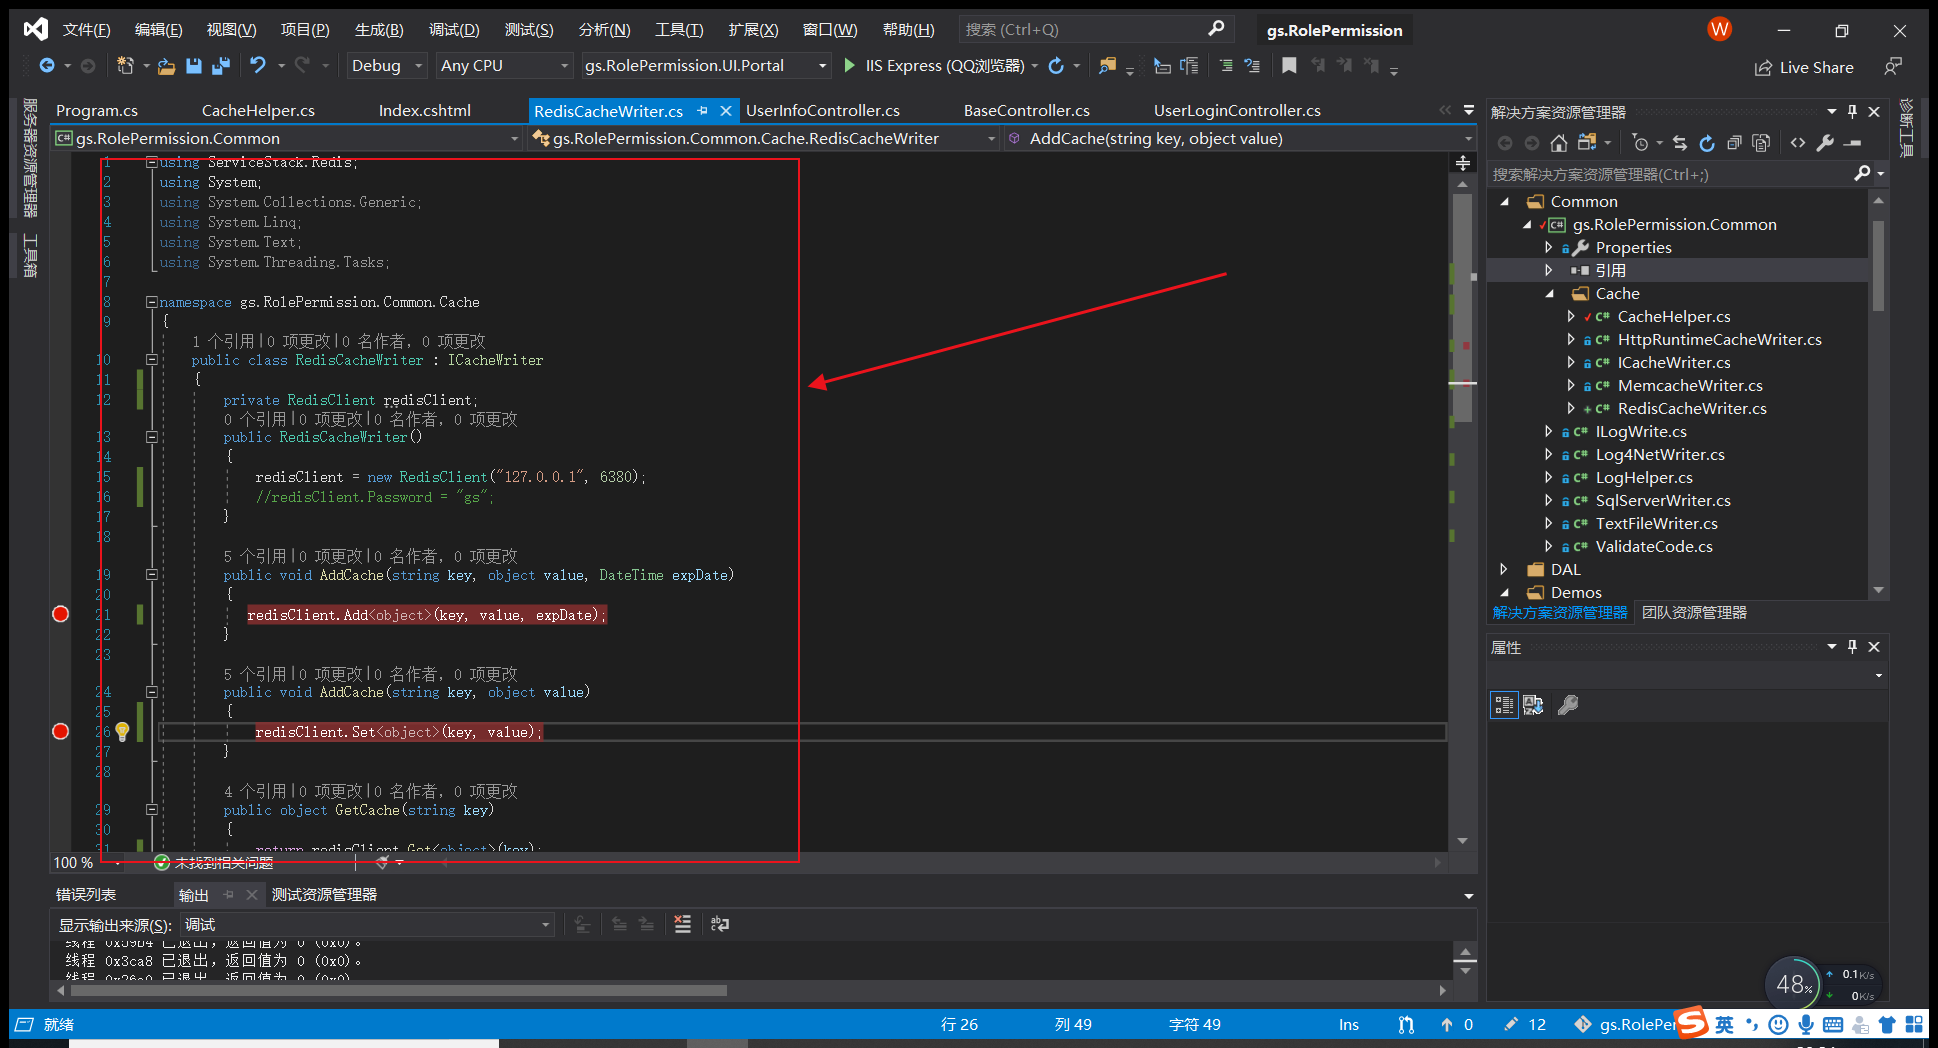 文件(F) 编辑(E) 视图(V) 项目(P) 生成(B) 调试(D) 测试(S) 分析(N) 工具(T) 扩展(X) 窗口(W) 帮助(H) 搜索 (Ctrl+Q) gs.RolePermission W
Debug Any CPU gs.RolePermission.UI.Portal IIS Express (QQ浏览器) Live Share
服务器资源管理器
工具箱
Program.cs CacheHelper.cs Index.cshtml RedisCacheWriter.cs UserInfoController.cs BaseController.cs UserLoginController.cs
gs.RolePermission.Common gs.RolePermission.Common.Cache.RedisCacheWriter AddCache(string key, object value)
1 using ServiceStack.Redis;
2 using System;
3 using System.Collections.Generic;
4 using System.Linq;
5 using System.Text;
6 using System.Threading.Tasks;
7
8 namespace gs.RolePermission.Common.Cache
9 {
1 个引用|0 项更改|0 名作者, 0 项更改
10 public class RedisCacheWriter : ICacheWriter
11 {
12 private RedisClient redisClient;
0 个引用|0 项更改|0 名作者, 0 项更改
13 public RedisCacheWriter()
14 {
15 redisClient = new RedisClient("127.0.0.1", 6380);
16 //redisClient.Password = "gs";
17 }
18
5 个引用|0 项更改|0 名作者, 0 项更改
19 public void AddCache(string key, object value, DateTime expDate)
20 {
21 redisClient.Add<object>(key, value, expDate);
22 }
23
5 个引用|0 项更改|0 名作者, 0 项更改
24 public void AddCache(string key, object value)
25 {
26 redisClient.Set<object>(key, value);
27 }
28
4 个引用|0 项更改|0 名作者, 0 项更改
29 public object GetCache(string key)
30 {
31 return redisClient.Get<object>(key);
100 % 未找到相关问题
错误列表 输出 测试资源管理器
显示输出来源(S): 调试
线程 0x59b4 已退出, 返回值为 0 (0x0)。
线程 0x3ca8 已退出, 返回值为 0 (0x0)。
解决方案资源管理器
搜索解决方案资源管理器(Ctrl+;)
Common
gs.RolePermission.Common
Properties
引用
Cache
CacheHelper.cs
HttpRuntimeCacheWriter.cs
ICacheWriter.cs
MemcacheWriter.cs
RedisCacheWriter.cs
ILogWrite.cs
Log4NetWriter.cs
LogHelper.cs
SqlServerWriter.cs
TextFileWriter.cs
ValidateCode.cs
DAL
Demos
解决方案资源管理器 团队资源管理器
属性
诊断工具
48% 0.1K/s
0K/s
就绪 行 26 列 49 字符 49 Ins 0 12 gs.RolePer 英